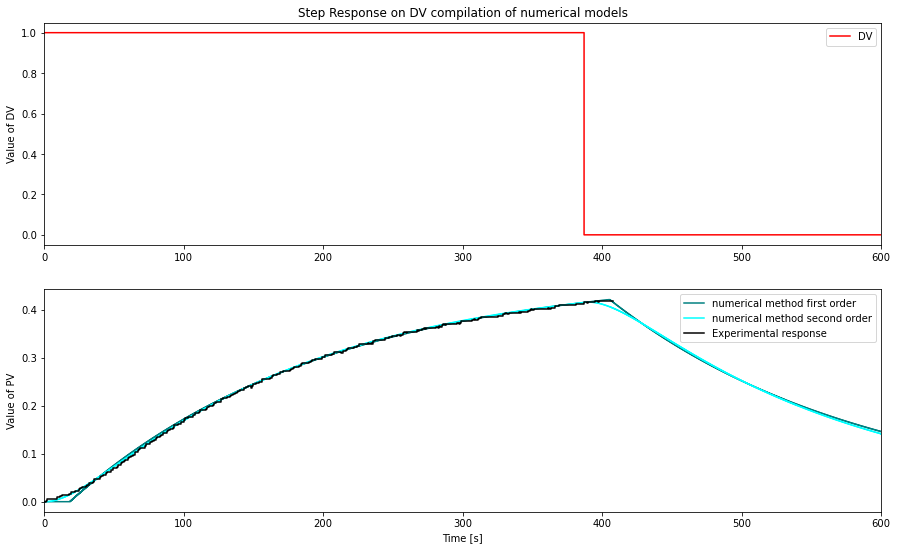 Step Response on DV compilation of numerical models
Value of DV
1.0
0.8
0.6
0.4
0.2
0.0
DV
0 100 200 300 400 500 600
Value of PV
0.4
0.3
0.2
0.1
0.0
numerical method first order
numerical method second order
Experimental response
0 100 200 300 400 500 600
Time [s]